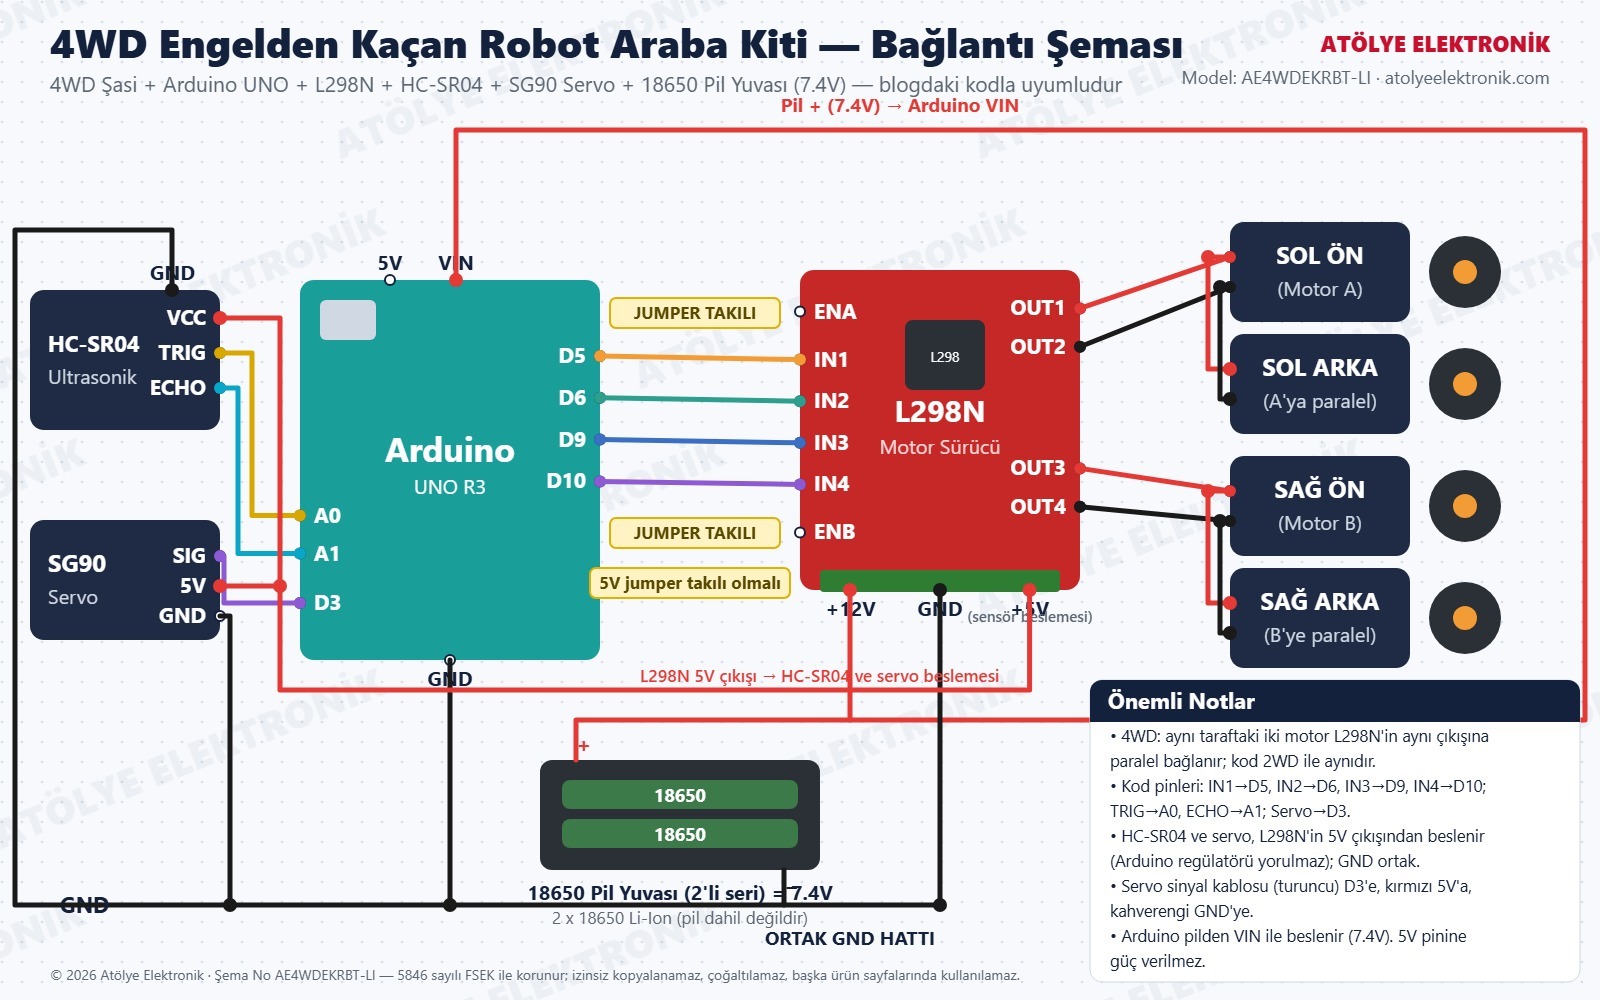 4WD Engelden Kaçan Robot Araba Kiti — Bağlantı Şeması
ATÖLYE ELEKTRONİK
4WD Şasi + Arduino UNO + L298N + HC-SR04 + SG90 Servo + 18650 Pil Yuvası (7.4V) — blogdaki kodla uyumludur
Model: AE4WDEKRBT-LI · atolyeelektronik.com
Pil + (7.4V) → Arduino VIN
GND
HC-SR04
Ultrasonik
VCC
TRIG
ECHO
SG90
Servo
SIG
5V
GND
5V
VIN
Arduino
UNO R3
D5
D6
D9
D10
A0
A1
D3
GND
JUMPER TAKILI
JUMPER TAKILI
5V jumper takılı olmalı
ENA
IN1
IN2
IN3
IN4
ENB
L298
L298N
Motor Sürücü
OUT1
OUT2
OUT3
OUT4
+12V
GND
+5V
(sensör beslemesi)
SOL ÖN
(Motor A)
SOL ARKA
(A'ya paralel)
SAĞ ÖN
(Motor B)
SAĞ ARKA
(B'ye paralel)
L298N 5V çıkışı → HC-SR04 ve servo beslemesi
+
18650
18650
−
18650 Pil Yuvası (2'li seri) = 7.4V
2 x 18650 Li-Ion (pil dahil değildir)
GND
ORTAK GND HATTI
Önemli Notlar
• 4WD: aynı taraftaki iki motor L298N'in aynı çıkışına
paralel bağlanır; kod 2WD ile aynıdır.
• Kod pinleri: IN1→D5, IN2→D6, IN3→D9, IN4→D10;
TRIG→A0, ECHO→A1; Servo→D3.
• HC-SR04 ve servo, L298N'in 5V çıkışından beslenir
(Arduino regülatörü yorulmaz); GND ortak.
• Servo sinyal kablosu (turuncu) D3'e, kırmızı 5V'a,
kahverengi GND'ye.
• Arduino pilden VIN ile beslenir (7.4V). 5V pinine
güç verilmez.
© 2026 Atölye Elektronik · Şema No AE4WDEKRBT-LI — 5846 sayılı FSEK ile korunur: izinsiz kopyalanamaz, çoğaltılamaz, başka ürün sayfalarında kullanılamaz.